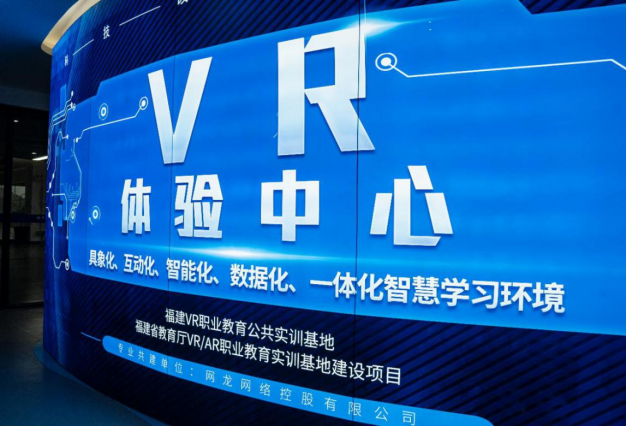 科技
VR
体验中心
具象化、互动化、智能化、数据化、一体化智慧学习环境
福建VR职业教育公共实训基地
福建省教育厅VR/AR职业教育实训基地建设项目
专业共建单位：网龙网络控股有限公司